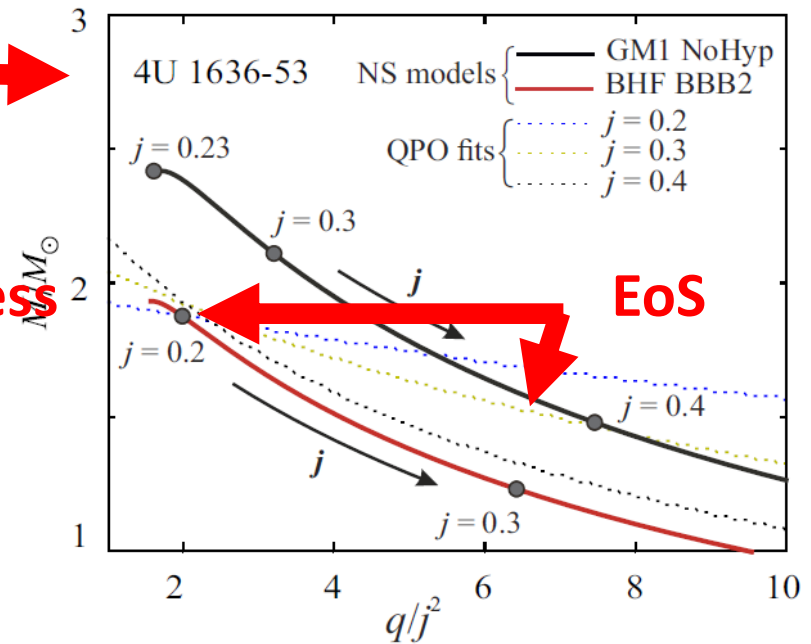 3
4U 1636-53
NS models
GM1 NoHyp
BHF BBB2
QPO fits
j = 0.2
j = 0.3
j = 0.4
j = 0.23
j = 0.3
j
2
EoS
j = 0.2
j = 0.4
j
j = 0.3
1
2 4 6 8 10
q/j²